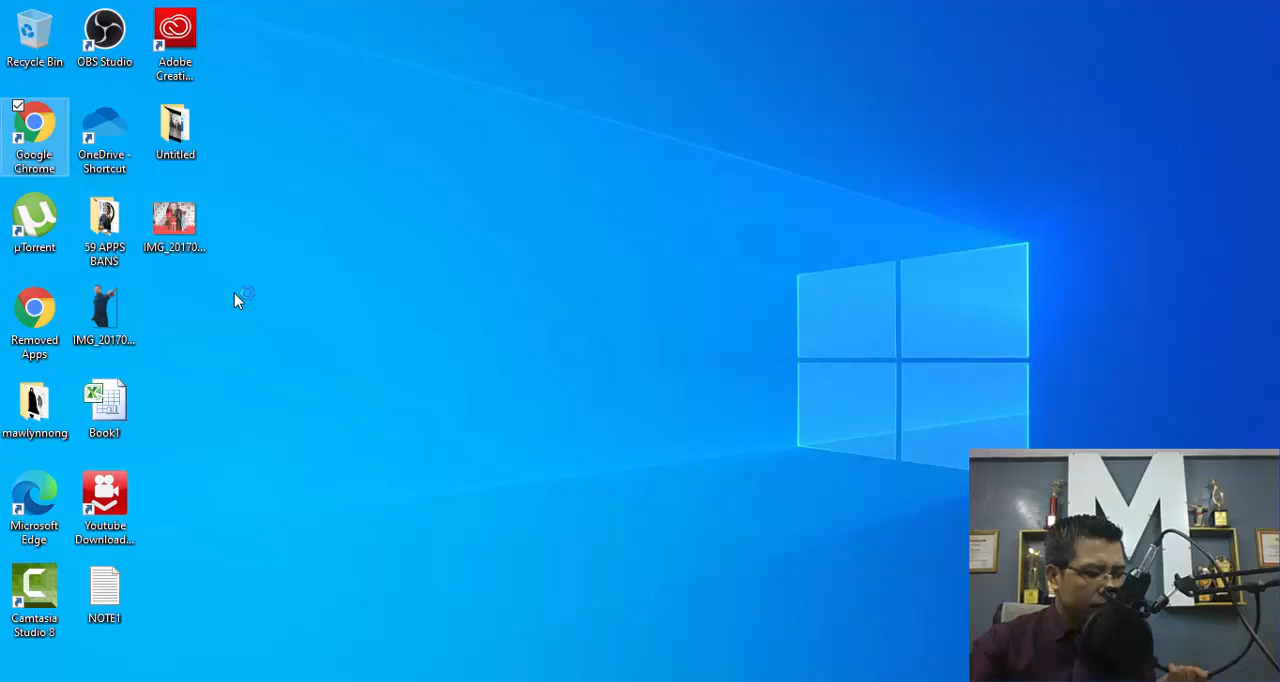 Recycle Bin
OBS Studio
Adobe
Creati...
Google
Chrome
OneDrive -
Shortcut
Untitled
µTorrent
59 APPS
BANS
IMG_20170...
Removed
Apps
IMG_20170...
mawlynnong
Book1
Microsoft
Edge
Youtube
Download...
Camtasia
Studio 8
NOTE1
M